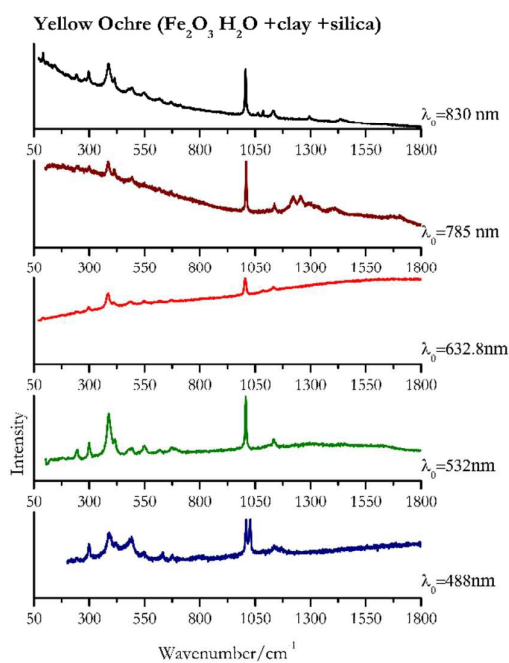 Yellow Ochre (Fe₂O₃ H₂O +clay +silica)
λ₀=830 nm
50 300 550 800 1050 1300 1550 1800
λ₀=785 nm
50 300 550 800 1050 1300 1550 1800
λ₀=632.8nm
50 300 550 800 1050 1300 1550 1800
Intensity
λ₀=532nm
50 300 550 800 1050 1300 1550 1800
λ₀=488nm
50 300 550 800 1050 1300 1550 1800
Wavenumber/cm⁻¹